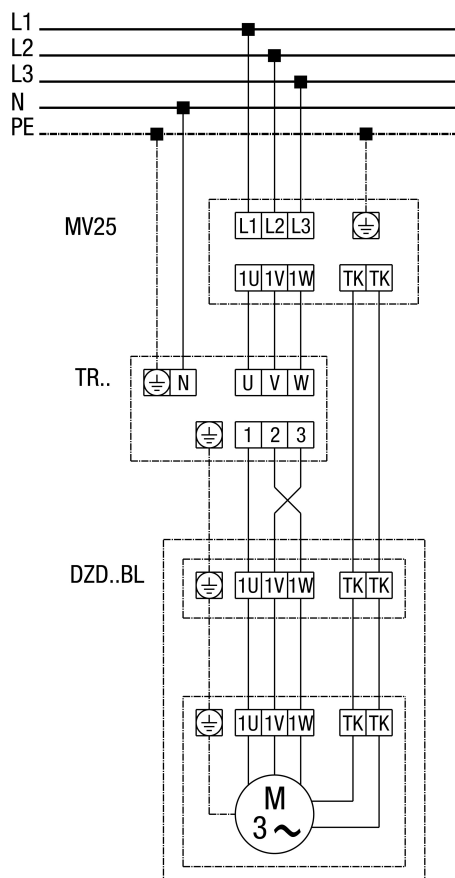 L1
L2
L3
N
PE
MV25
L1 L2 L3
1U 1V 1W TK TK
TR..
N U V W
1 2 3
DZD..BL
1U 1V 1W TK TK
1U 1V 1W TK TK
M
3 ~